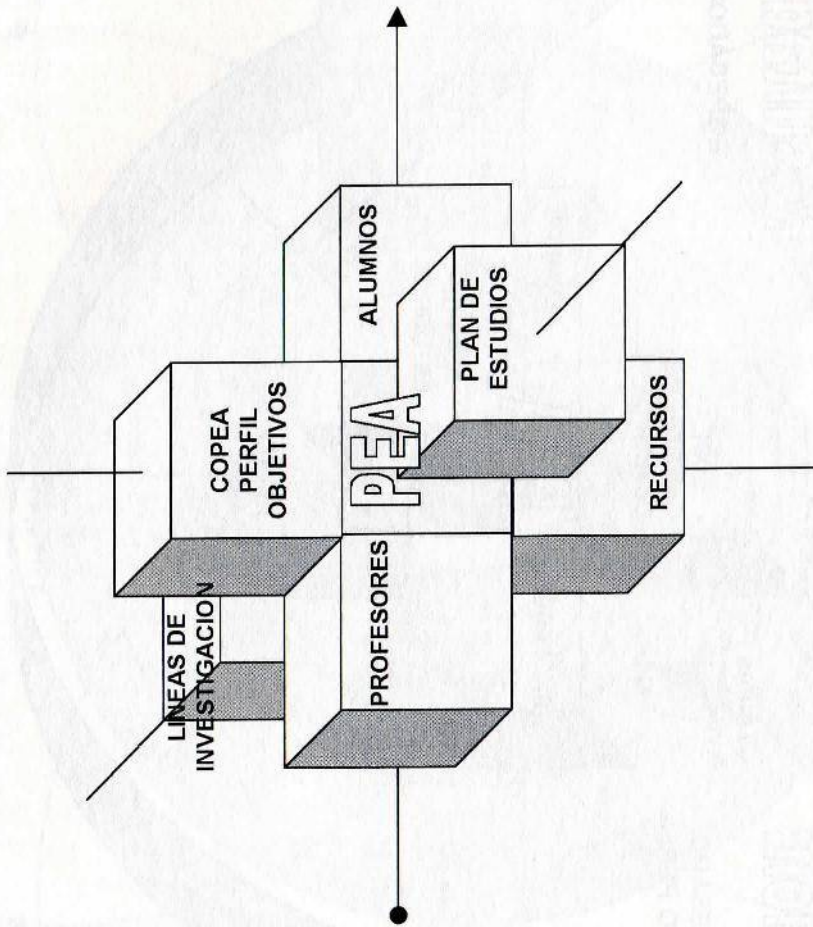 LINEAS DE
INVESTIGACION
COPEA
PERFIL
OBJETIVOS
PROFESORES
PEA
ALUMNOS
PLAN DE
ESTUDIOS
RECURSOS